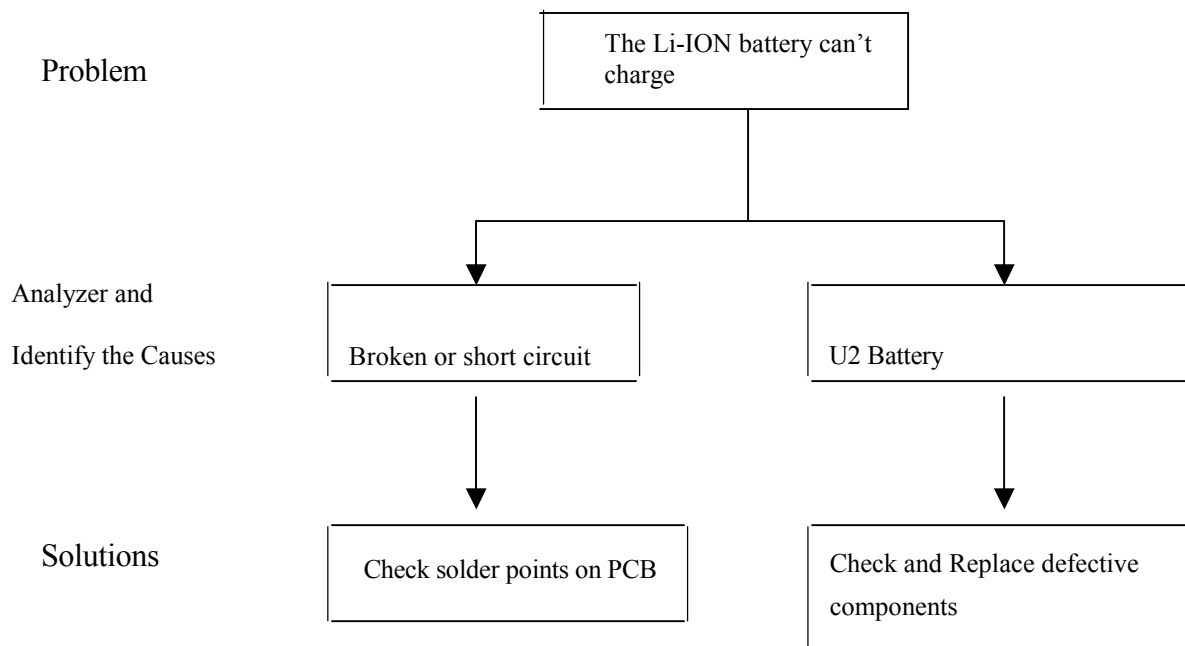 Problem
The Li-ION battery can’t
charge
Analyzer and
Identify the Causes
Broken or short circuit
U2 Battery
Solutions
Check solder points on PCB
Check and Replace defective
components